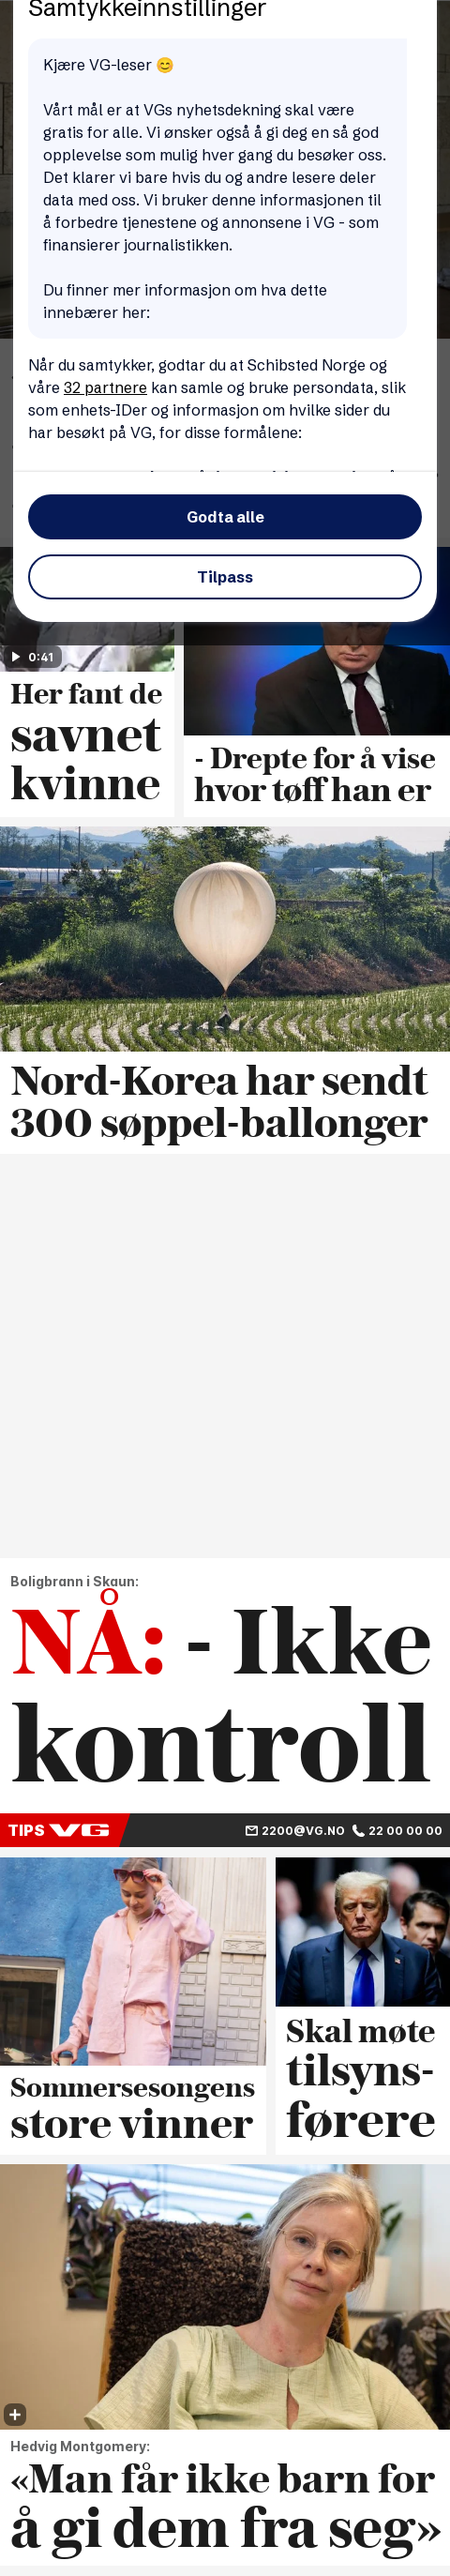 Samtykkeinnstillinger
Kjære VG-leser 😊
Vårt mål er at VGs nyhetsdekning skal være
gratis for alle. Vi ønsker også å gi deg en så god
opplevelse som mulig hver gang du besøker oss.
Det klarer vi bare hvis du og andre lesere deler
data med oss. Vi bruker denne informasjonen til
å forbedre tjenestene og annonsene i VG - som
finansierer journalistikken.
Du finner mer informasjon om hva dette
innebærer her:
Når du samtykker, godtar du at Schibsted Norge og
våre 32 partnere kan samle og bruke persondata, slik
som enhets-IDer og informasjon om hvilke sider du
har besøkt på VG, for disse formålene:
Godta alle
Tilpass
0:41
Her fant de
savnet
kvinne
- Drepte for å vise
hvor tøff han er
Nord-Korea har sendt
300 søppel-ballonger
Boligbrann i Skaun:
NÅ: - Ikke
kontroll
TIPS VG 2200@VG.NO 22 00 00 00
Sommersesongens
store vinner
Skal møte
tilsyns-
førere
Hedvig Montgomery:
«Man får ikke barn for
å gi dem fra seg»